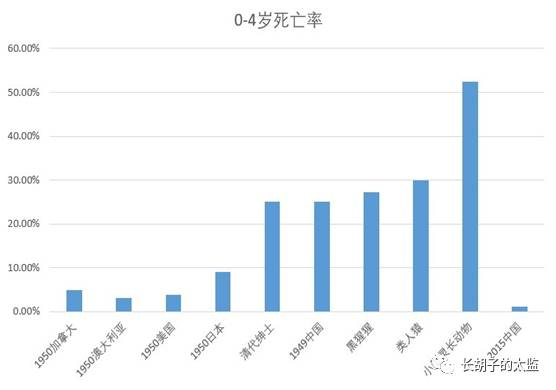 0-4岁死亡率
60.00%
50.00%
40.00%
30.00%
20.00%
10.00%
0.00%
1950加拿大
1950澳大利亚
1950美国
1950日本
清代绅士
1949中国
黑猩猩
类人猿
小 灵长动物
2015中国
长胡子的太监